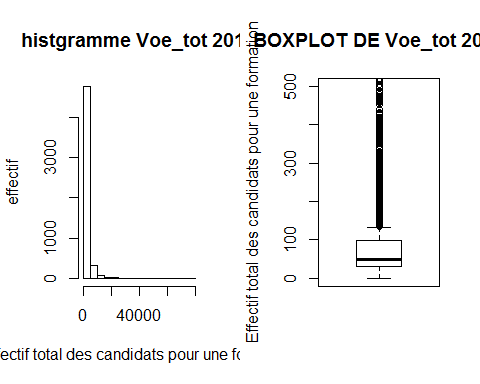 histgramme Voe_tot 201
effectif
0
1000
3000
0
40000
fectif total des candidats pour une fo
BOXPLOT DE Voe_tot 20
Effectif total des candidats pour une formation
0
100
300
500